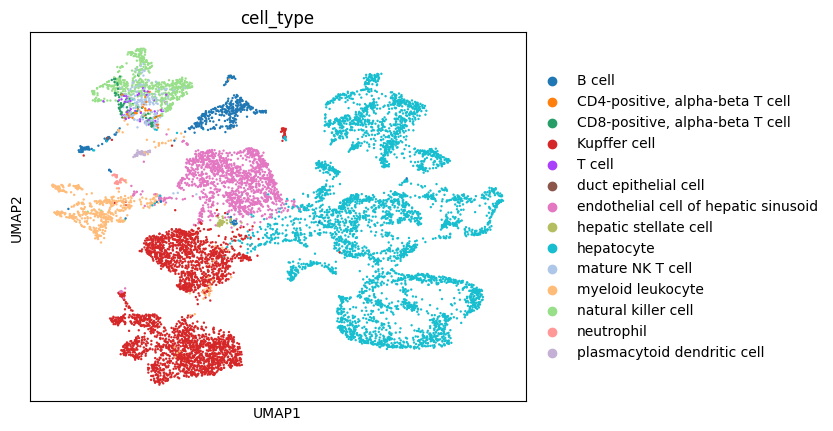 cell_type
B cell
CD4-positive, alpha-beta T cell
CD8-positive, alpha-beta T cell
Kupffer cell
T cell
duct epithelial cell
endothelial cell of hepatic sinusoid
hepatic stellate cell
hepatocyte
mature NK T cell
myeloid leukocyte
natural killer cell
neutrophil
plasmacytoid dendritic cell
UMAP2
UMAP1